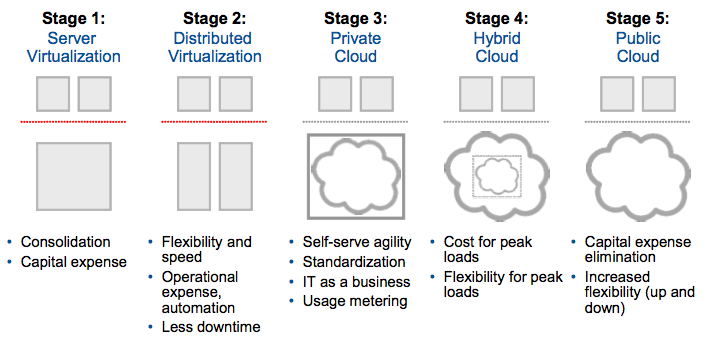 Stage 1:
Server
Virtualization
Stage 2:
Distributed
Virtualization
Stage 3:
Private
Cloud
Stage 4:
Hybrid
Cloud
Stage 5:
Public
Cloud
• Consolidation
• Capital expense
• Flexibility and
speed
• Operational
expense,
automation
• Less downtime
• Self-serve agility
• Standardization
• IT as a business
• Usage metering
• Cost for peak
loads
• Flexibility for peak
loads
• Capital expense
elimination
• Increased
flexibility (up and
down)